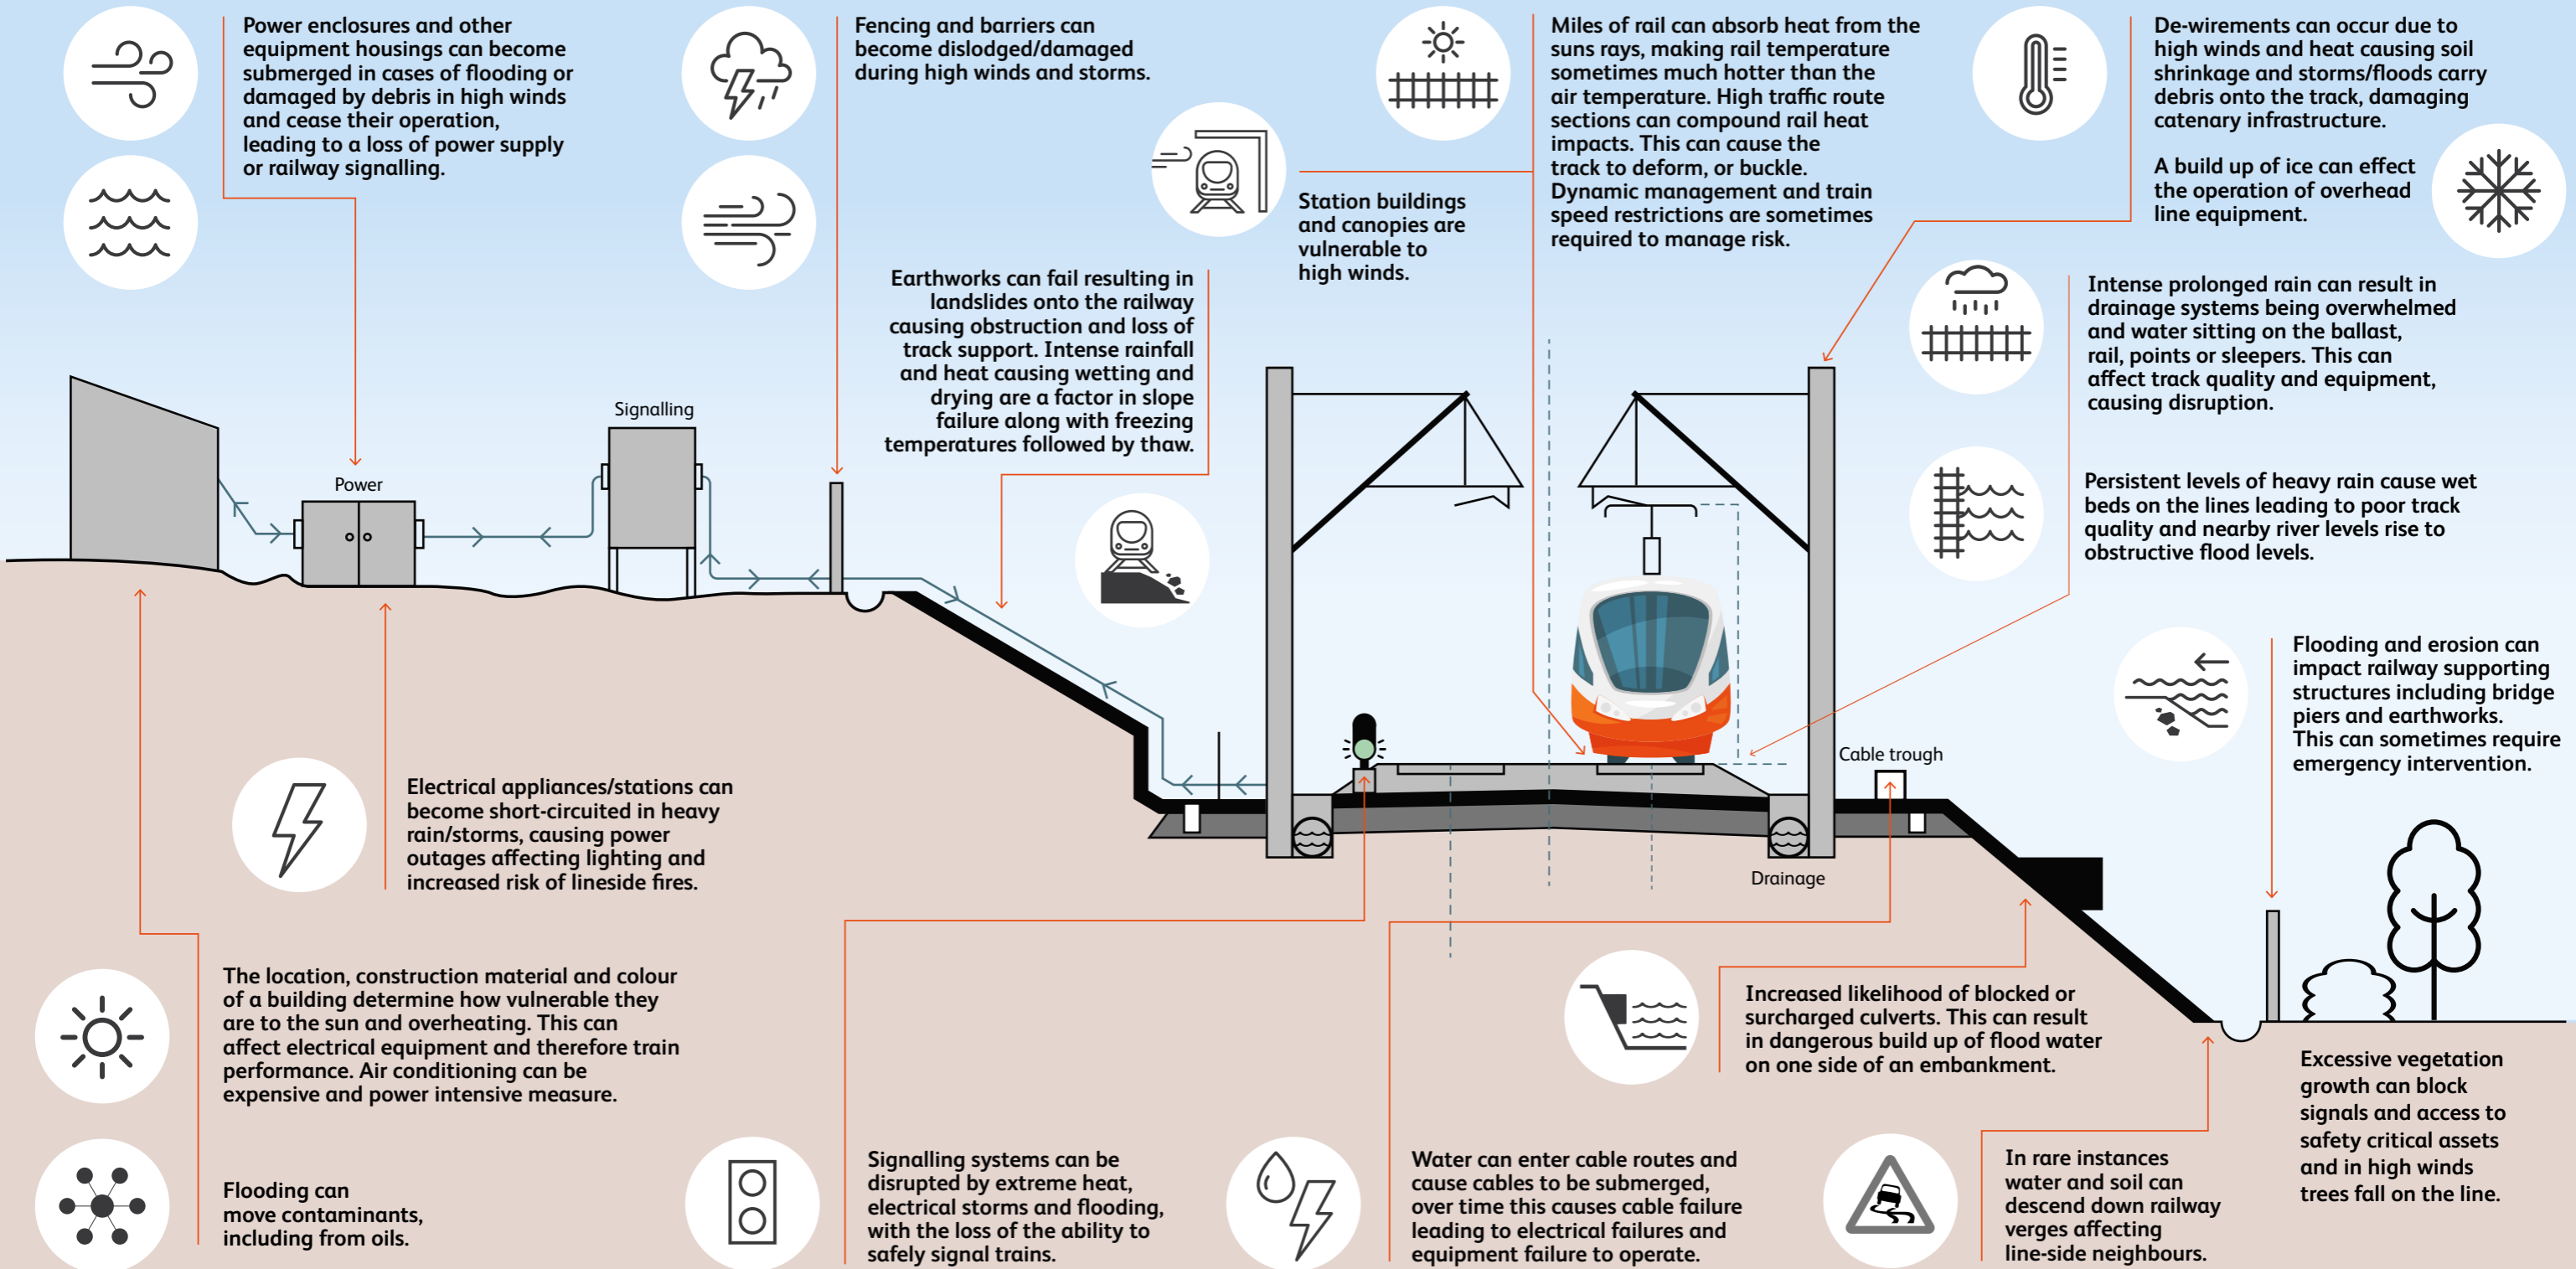 Power enclosures and other
equipment housings can become
submerged in cases of flooding or
damaged by debris in high winds
and cease their operation,
leading to a loss of power supply
or railway signalling.
Fencing and barriers can
become dislodged/damaged
during high winds and storms.
Station buildings
and canopies are
vulnerable to
high winds.
Miles of rail can absorb heat from the
suns rays, making rail temperature
sometimes much hotter than the
air temperature. High traffic route
sections can compound rail heat
impacts. This can cause the
track to deform, or buckle.
Dynamic management and train
speed restrictions are sometimes
required to manage risk.
De-wirements can occur due to
high winds and heat causing soil
shrinkage and storms/floods carry
debris onto the track, damaging
catenary infrastructure.
A build up of ice can effect
the operation of overhead
line equipment.
Earthworks can fail resulting in
landslides onto the railway
causing obstruction and loss of
track support. Intense rainfall
and heat causing wetting and
drying are a factor in slope
failure along with freezing
temperatures followed by thaw.
Intense prolonged rain can result in
drainage systems being overwhelmed
and water sitting on the ballast,
rail, points or sleepers. This can
affect track quality and equipment,
causing disruption.
Persistent levels of heavy rain cause wet
beds on the lines leading to poor track
quality and nearby river levels rise to
obstructive flood levels.
Signalling
Power
Flooding and erosion can
impact railway supporting
structures including bridge
piers and earthworks.
This can sometimes require
emergency intervention.
Cable trough
Drainage
Electrical appliances/stations can
become short-circuited in heavy
rain/storms, causing power
outages affecting lighting and
increased risk of lineside fires.
The location, construction material and colour
of a building determine how vulnerable they
are to the sun and overheating. This can
affect electrical equipment and therefore train
performance. Air conditioning can be
expensive and power intensive measure.
Flooding can
move contaminants,
including from oils.
Signalling systems can be
disrupted by extreme heat,
electrical storms and flooding,
with the loss of the ability to
safely signal trains.
Water can enter cable routes and
cause cables to be submerged,
over time this causes cable failure
leading to electrical failures and
equipment failure to operate.
Increased likelihood of blocked or
surcharged culverts. This can result
in dangerous build up of flood water
on one side of an embankment.
In rare instances
water and soil can
descend down railway
verges affecting
line-side neighbours.
Excessive vegetation
growth can block
signals and access to
safety critical assets
and in high winds
trees fall on the line.